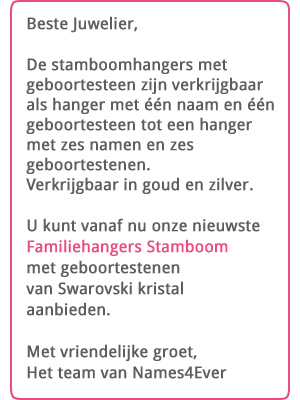 Beste Juwelier,
De stamboomhangers met
geboortesteen zijn verkrijgbaar
als hanger met één naam en één
geboortesteen tot een hanger
met zes namen en zes
geboortestenen.
Verkrijgbaar in goud en zilver.
U kunt vanaf nu onze nieuwste
Familiehangers Stamboom
met geboortestenen
van Swarovski kristal
aanbieden.
Met vriendelijke groet,
Het team van Names4Ever